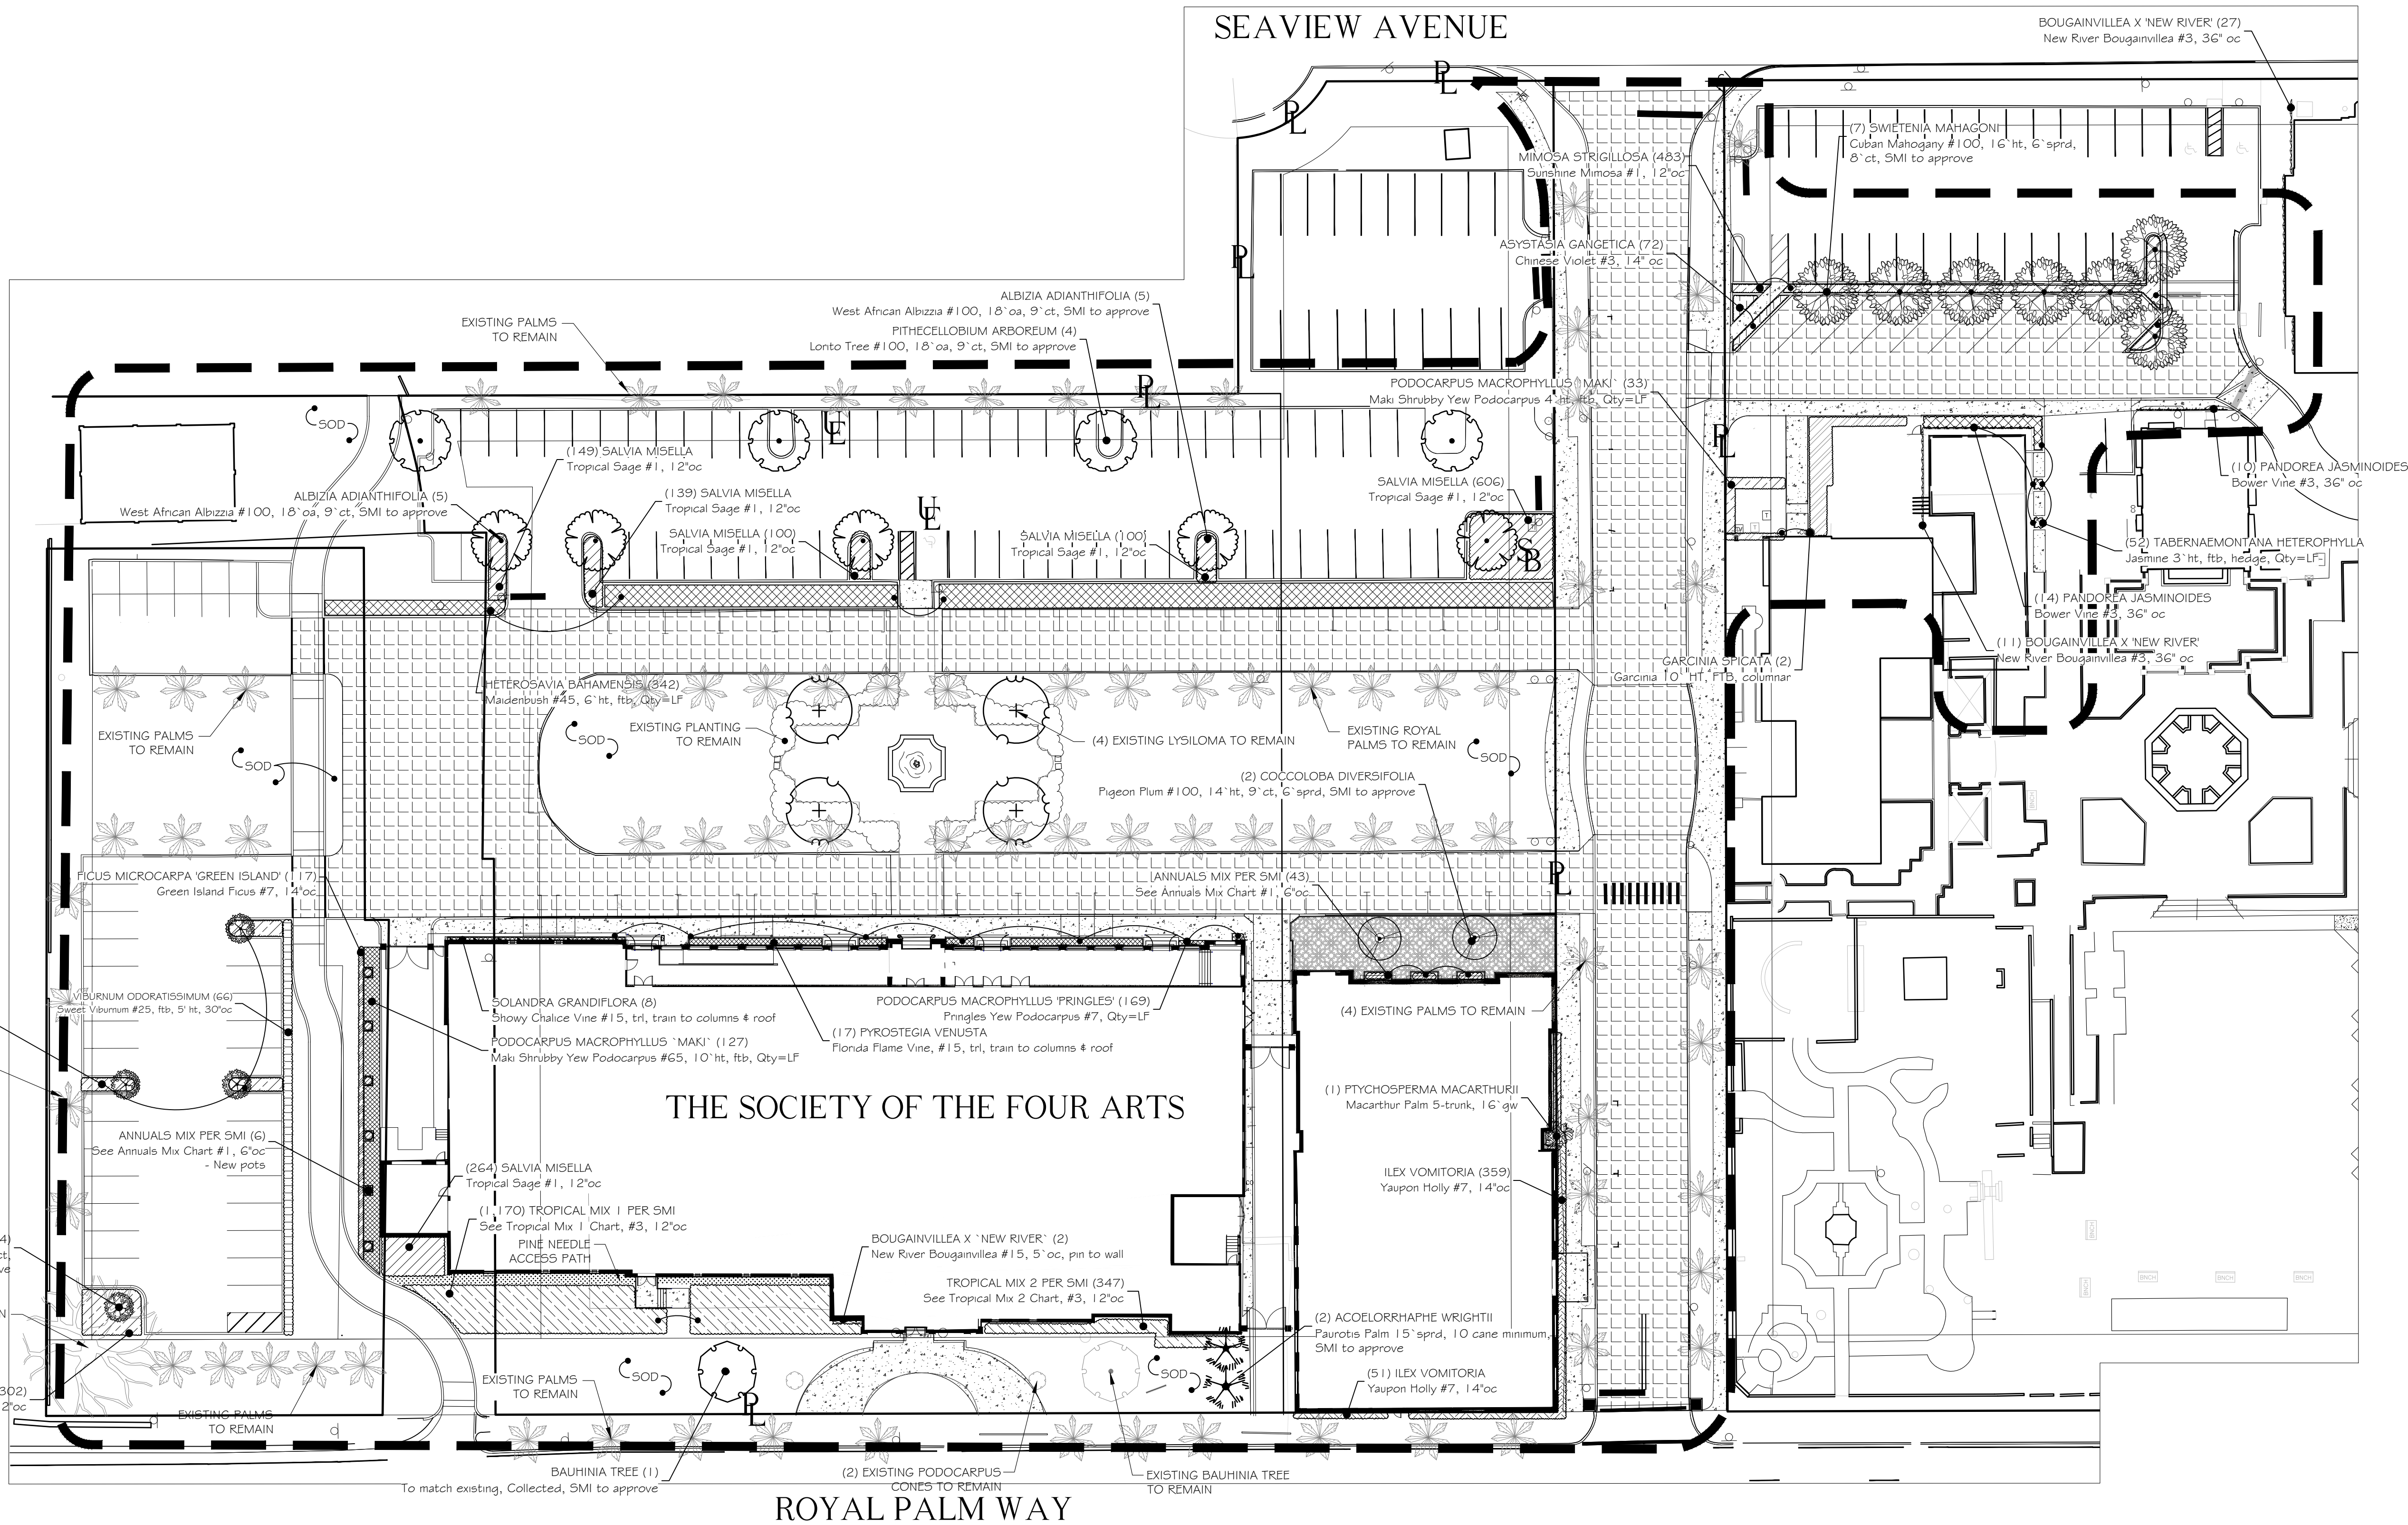 SEAVIEW AVENUE
BOUGAINVILLEA X 'NEW RIVER' (27)
New River Bougainvillea #3, 36" oc
(7) SWIETENIA MAHAGONI
Cuban Mahogany #100, 16`ht, 6`sprd,
8`ct, SMI to approve
MIMOSA STRIGILLOSA (483)
Sunshine Mimosa #1, 12"oc
ASYSTASIA GANGETICA (72)
Chinese Violet #3, 14" oc
ALBIZIA ADIANTHIFOLIA (5)
West African Albizzia #100, 18`oa, 9`ct, SMI to approve
PITHECELLOBIUM ARBOREUM (4)
Lonto Tree #100, 18`oa, 9`ct, SMI to approve
EXISTING PALMS
TO REMAIN
PODOCARPUS MACROPHYLLUS `MAKI` (33)
Maki Shrubby Yew Podocarpus 4`ht, ftb, Qty=LF
SOD
(149) SALVIA MISELLA
Tropical Sage #1, 12"oc
ALBIZIA ADIANTHIFOLIA (5)
West African Albizzia #100, 18`oa, 9`ct, SMI to approve
(139) SALVIA MISELLA
Tropical Sage #1, 12"oc
SALVIA MISELLA (100)
Tropical Sage #1, 12"oc
SALVIA MISELLA (100)
Tropical Sage #1, 12"oc
SALVIA MISELLA (606)
Tropical Sage #1, 12"oc
(10) PANDOREA JASMINOIDES
Bower Vine #3, 36" oc
(52) TABERNAEMONTANA HETEROPHYLLA
Jasmine 3`ht, ftb, hedge, Qty=LF
(14) PANDOREA JASMINOIDES
Bower Vine #3, 36" oc
(11) BOUGAINVILLEA X 'NEW RIVER'
New River Bougainvillea #3, 36" oc
GARCINIA SPICATA (2)
Garcinia 10` HT, FTB, columnar
HETEROSAVIA BAHAMENSIS (342)
Maidenbush #45, 6`ht, ftb, Qty=LF
EXISTING PALMS
TO REMAIN
SOD
SOD
EXISTING PLANTING
TO REMAIN
(4) EXISTING LYSILOMA TO REMAIN
EXISTING ROYAL
PALMS TO REMAIN
SOD
(2) COCCOLOBA DIVERSIFOLIA
Pigeon Plum #100, 14`ht, 9`ct, 6`sprd, SMI to approve
FICUS MICROCARPA 'GREEN ISLAND' (117)
Green Island Ficus #7, 14"oc
ANNUALS MIX PER SMI (43)
See Annuals Mix Chart #1, 6"oc
VIBURNUM ODORATISSIMUM (66)
Sweet Viburnum #25, ftb, 5' ht, 30"oc
SOLANDRA GRANDIFLORA (8)
Showy Chalice Vine #15, trl, train to columns & roof
PODOCARPUS MACROPHYLLUS 'PRINGLES' (169)
Pringles Yew Podocarpus #7, Qty=LF
(4) EXISTING PALMS TO REMAIN
(17) PYROSTEGIA VENUSTA
Florida Flame Vine, #15, trl, train to columns & roof
PODOCARPUS MACROPHYLLUS `MAKI` (127)
Maki Shrubby Yew Podocarpus #65, 10`ht, ftb, Qty=LF
THE SOCIETY OF THE FOUR ARTS
(1) PTYCHOSPERMA MACARTHURII
Macarthur Palm 5-trunk, 16`gw
ANNUALS MIX PER SMI (6)
See Annuals Mix Chart #1, 6"oc
- New pots
(264) SALVIA MISELLA
Tropical Sage #1, 12"oc
ILEX VOMITORIA (359)
Yaupon Holly #7, 14"oc
(1,170) TROPICAL MIX 1 PER SMI
See Tropical Mix 1 Chart, #3, 12"oc
PINE NEEDLE
ACCESS PATH
BOUGAINVILLEA X `NEW RIVER` (2)
New River Bougainvillea #15, 5`oc, pin to wall
TROPICAL MIX 2 PER SMI (347)
See Tropical Mix 2 Chart, #3, 12"oc
(2) ACOELORRHAPHE WRIGHTII
Paurotis Palm 15`sprd, 10 cane minimum,
SMI to approve
BNCH
BNCH
BNCH
BNCH
BNCH
BNCH
SOD
SOD
EXISTING PALMS
TO REMAIN
(51) ILEX VOMITORIA
Yaupon Holly #7, 14"oc
302)
2"oc
EXISTING PALMS
TO REMAIN
BAUHINIA TREE (1)
To match existing, Collected, SMI to approve
(2) EXISTING PODOCARPUS
CONES TO REMAIN
EXISTING BAUHINIA TREE
TO REMAIN
ROYAL PALM WAY